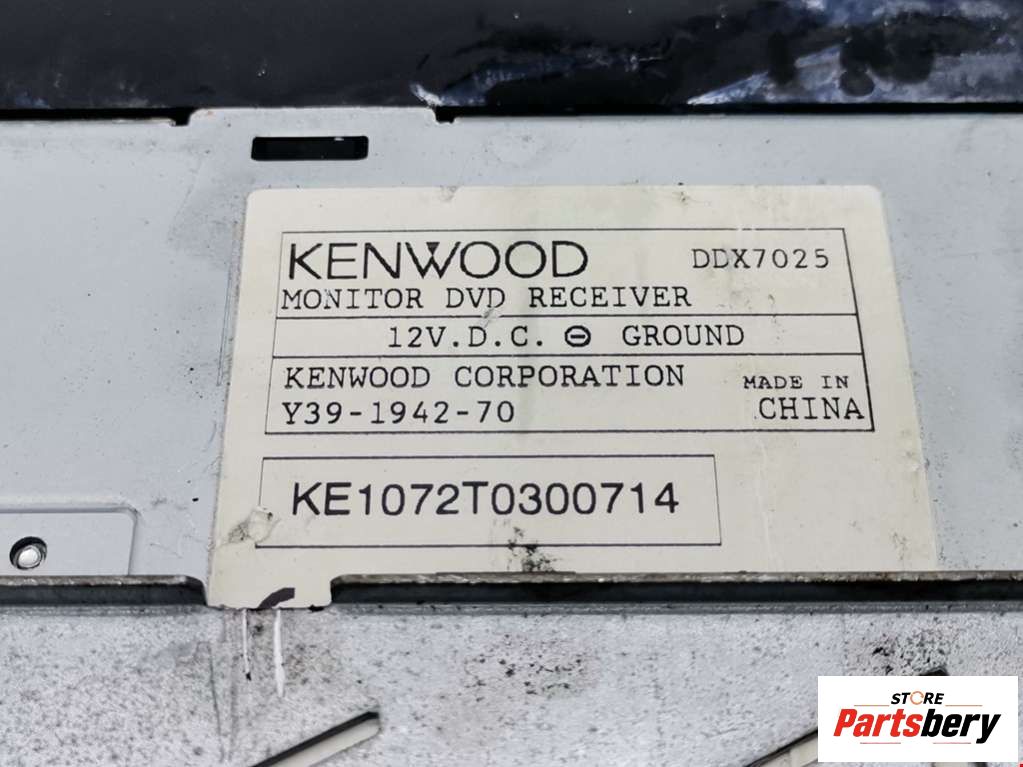 KENWOOD DDX7025
MONITOR DVD RECEIVER
12V.D.C. ⊖ GROUND
KENWOOD CORPORATION MADE IN
Y39-1942-70 CHINA
KE1072T0300714
STORE
Partsbery